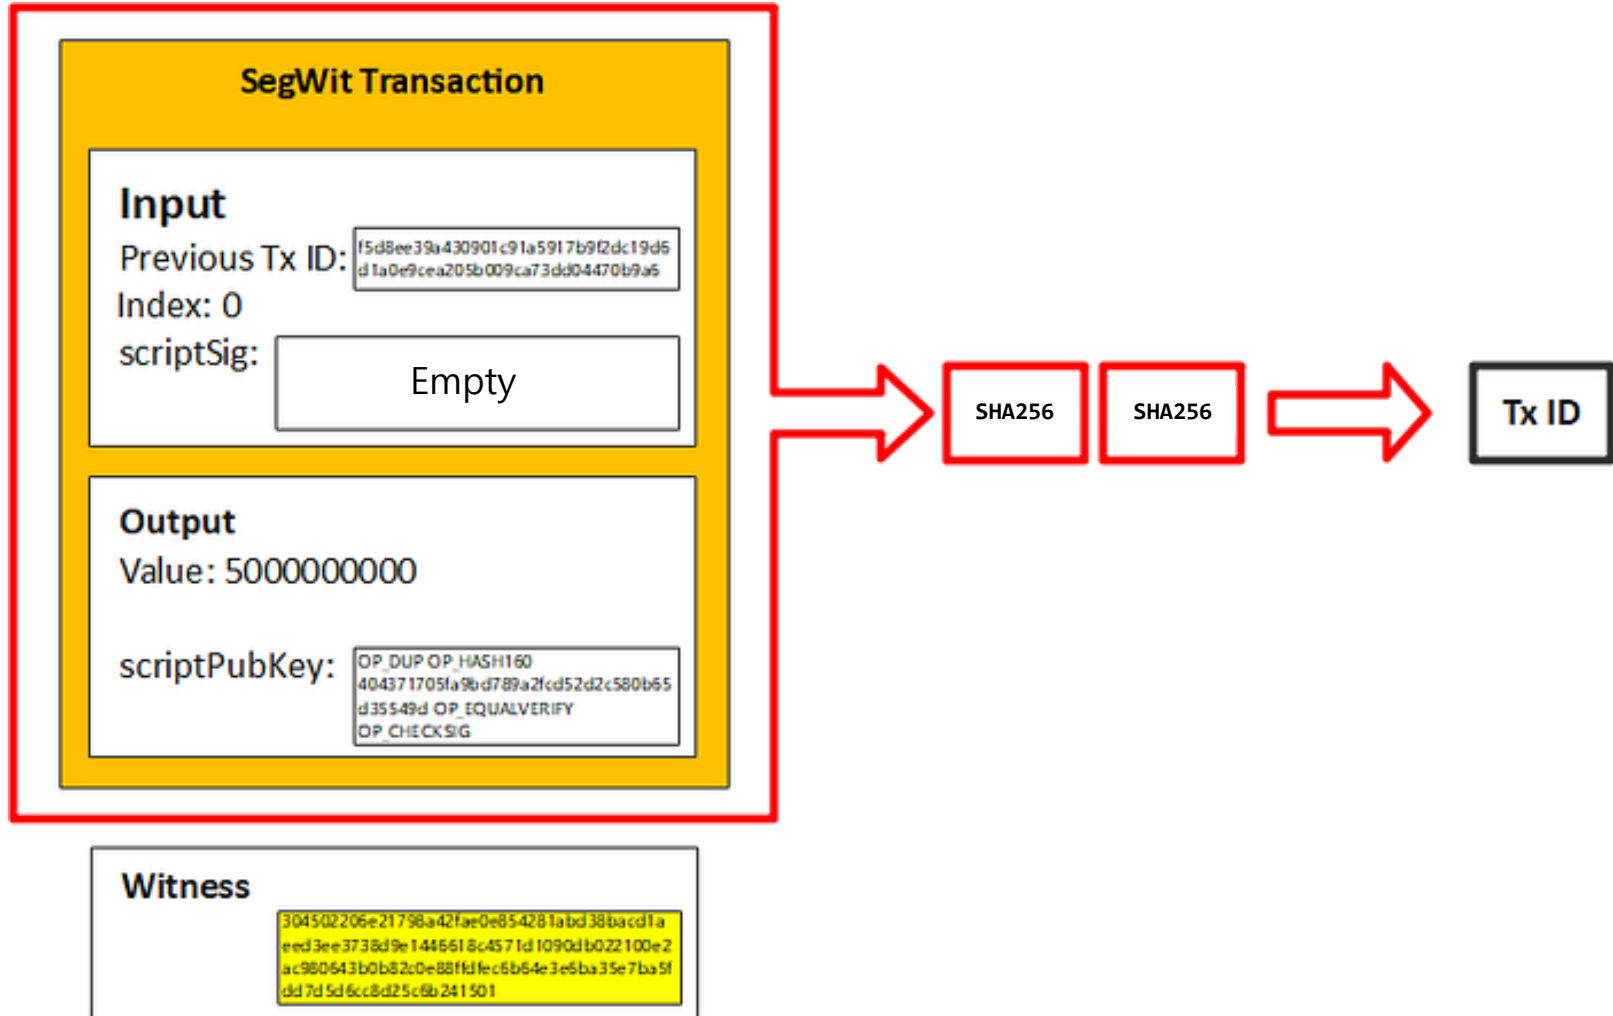 SegWit Transaction
Input
Previous Tx ID:
f5d8ee39a430901c91a5917b9f2dc19d6
d1a0e9cea205b009ca73dd04470b9a6
Index: 0
scriptSig:
Empty
Output
Value: 5000000000
scriptPubKey:
OP_DUP OP_HASH160
404371705fa9bd789a2fcd52d2c580b65
d35549d OP_EQUALVERIFY
OP_CHECKSIG
SHA256
SHA256
Tx ID
Witness
304502206e21798a42fae0e854281abd38bacd1a
eed3ee3738d9e1446618c4571d1090db022100e2
ac980643b0b82c0e88ffdfec6b64e3e6ba35e7ba5f
dd7d5d6cc8d25c6b241501